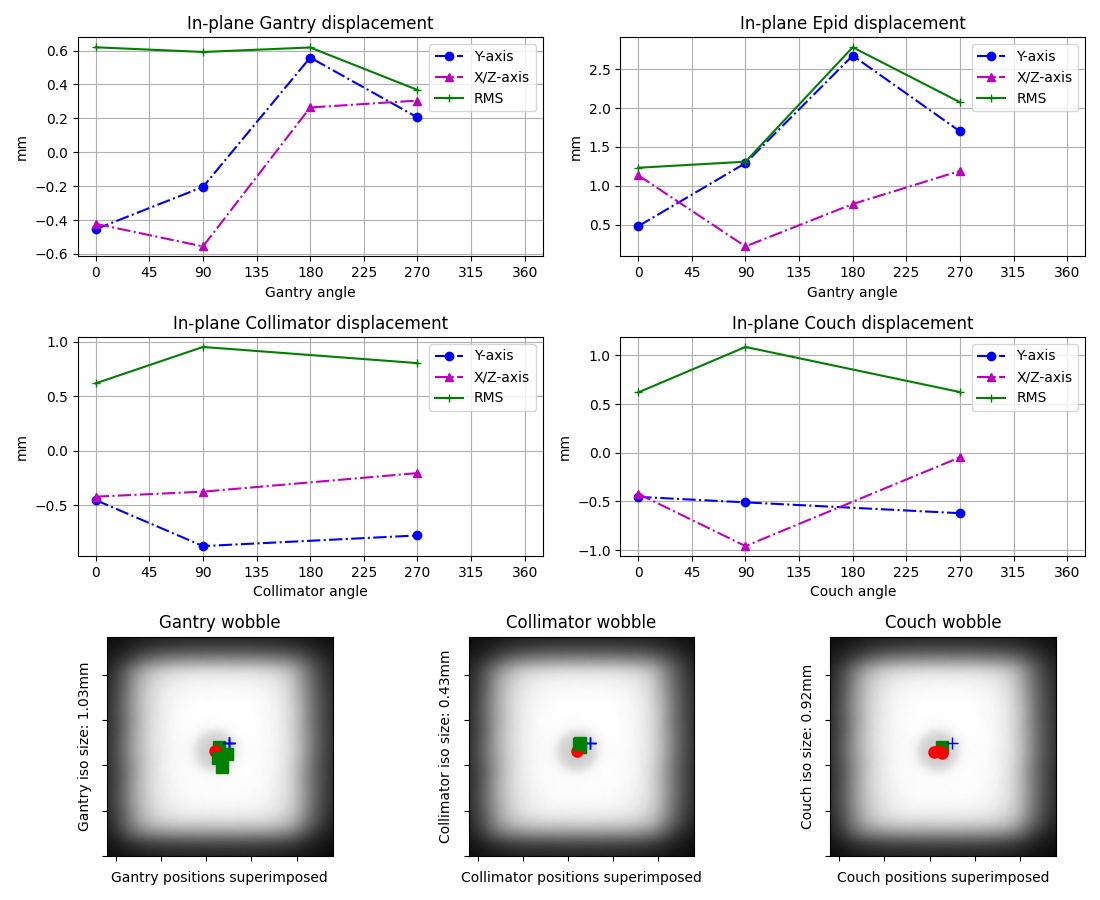 In-plane Gantry displacement
mm
0.6
0.4
0.2
0.0
−0.2
−0.4
−0.6
Y-axis
X/Z-axis
RMS
0 45 90 135 180 225 270 315 360
Gantry angle
In-plane Epid displacement
mm
2.5
2.0
1.5
1.0
0.5
Y-axis
X/Z-axis
RMS
0 45 90 135 180 225 270 315 360
Gantry angle
In-plane Collimator displacement
mm
1.0
0.5
0.0
−0.5
Y-axis
X/Z-axis
RMS
0 45 90 135 180 225 270 315 360
Collimator angle
In-plane Couch displacement
mm
1.0
0.5
0.0
−0.5
−1.0
Y-axis
X/Z-axis
RMS
0 45 90 135 180 225 270 315 360
Couch angle
Gantry wobble
Gantry iso size: 1.03mm
Gantry positions superimposed
Collimator wobble
Collimator iso size: 0.43mm
Collimator positions superimposed
Couch wobble
Couch iso size: 0.92mm
Couch positions superimposed